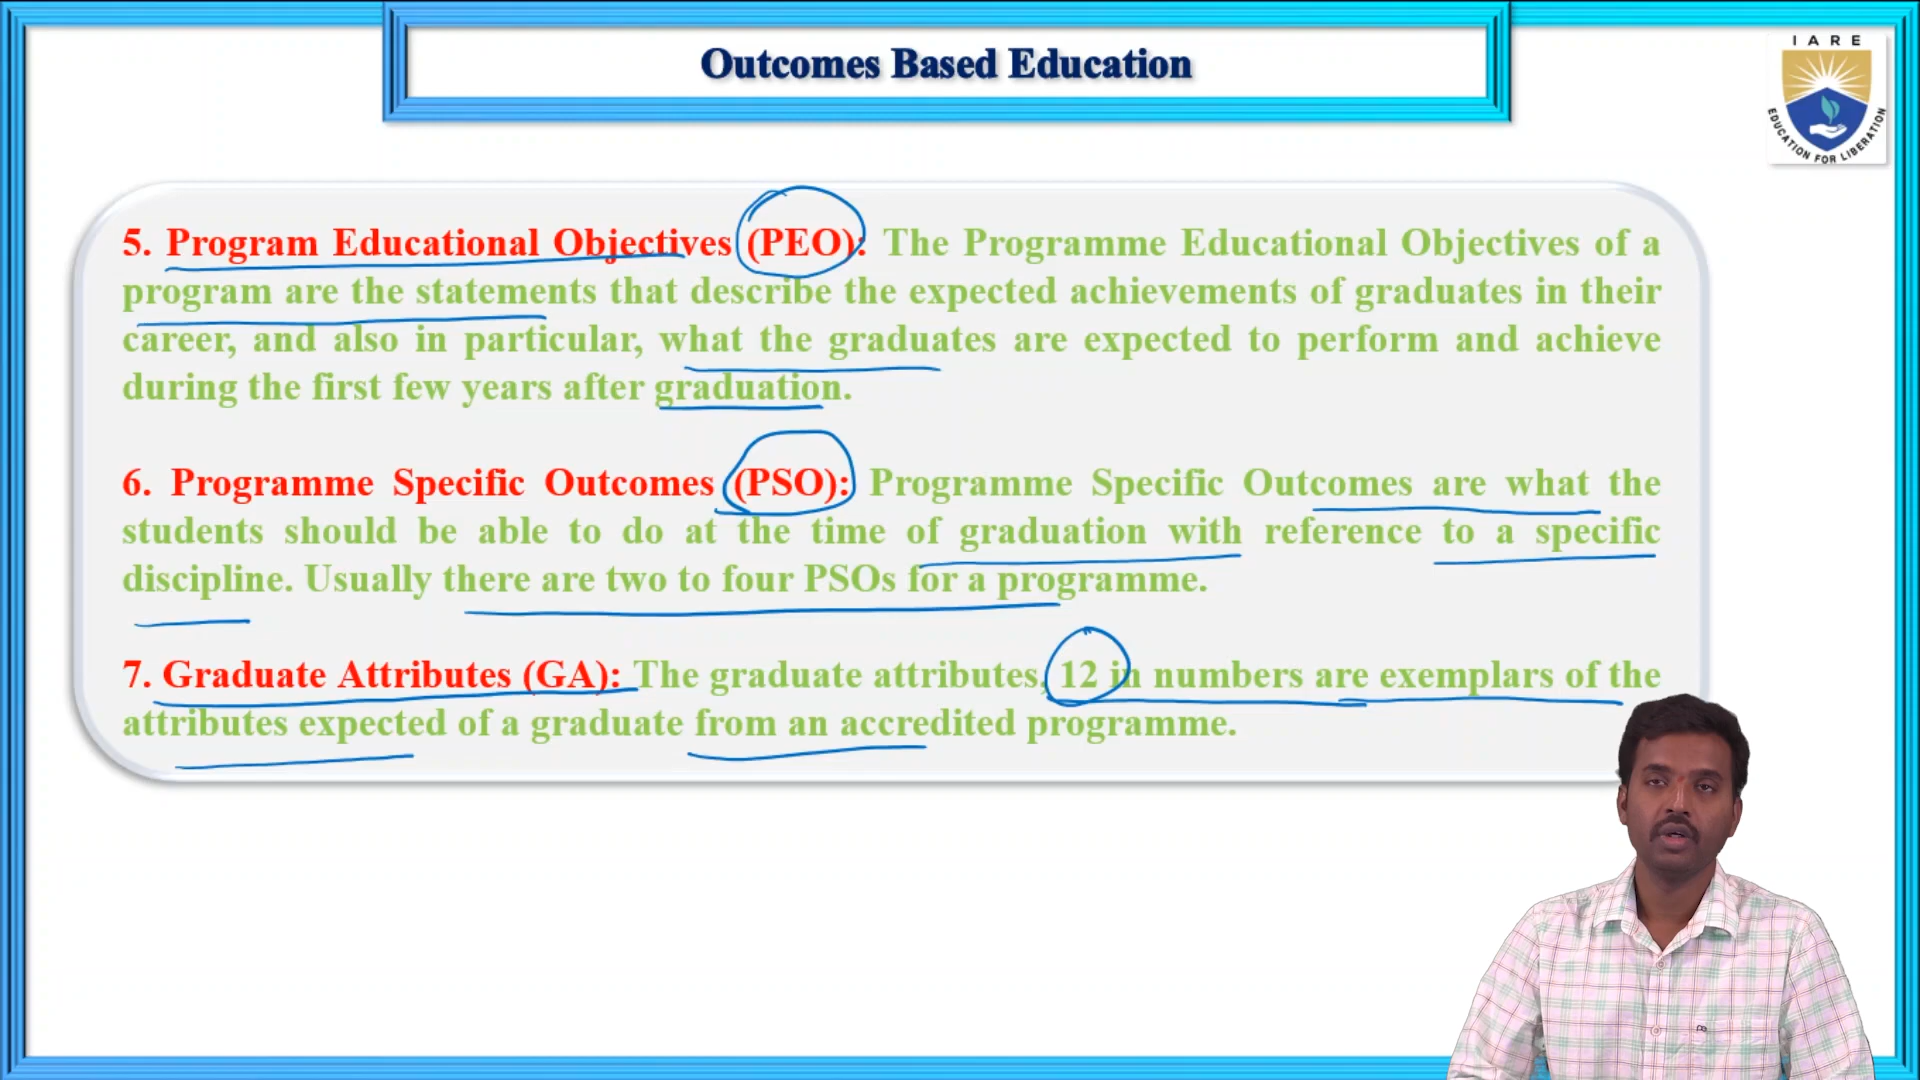 Outcomes Based Education
I A R E
EDUCATION FOR LIBERATION
5. Program Educational Objectives (PEO): The Programme Educational Objectives of a
program are the statements that describe the expected achievements of graduates in their
career, and also in particular, what the graduates are expected to perform and achieve
during the first few years after graduation.
6. Programme Specific Outcomes (PSO): Programme Specific Outcomes are what the
students should be able to do at the time of graduation with reference to a specific
discipline. Usually there are two to four PSOs for a programme.
7. Graduate Attributes (GA): The graduate attributes, 12 in numbers are exemplars of the
attributes expected of a graduate from an accredited programme.